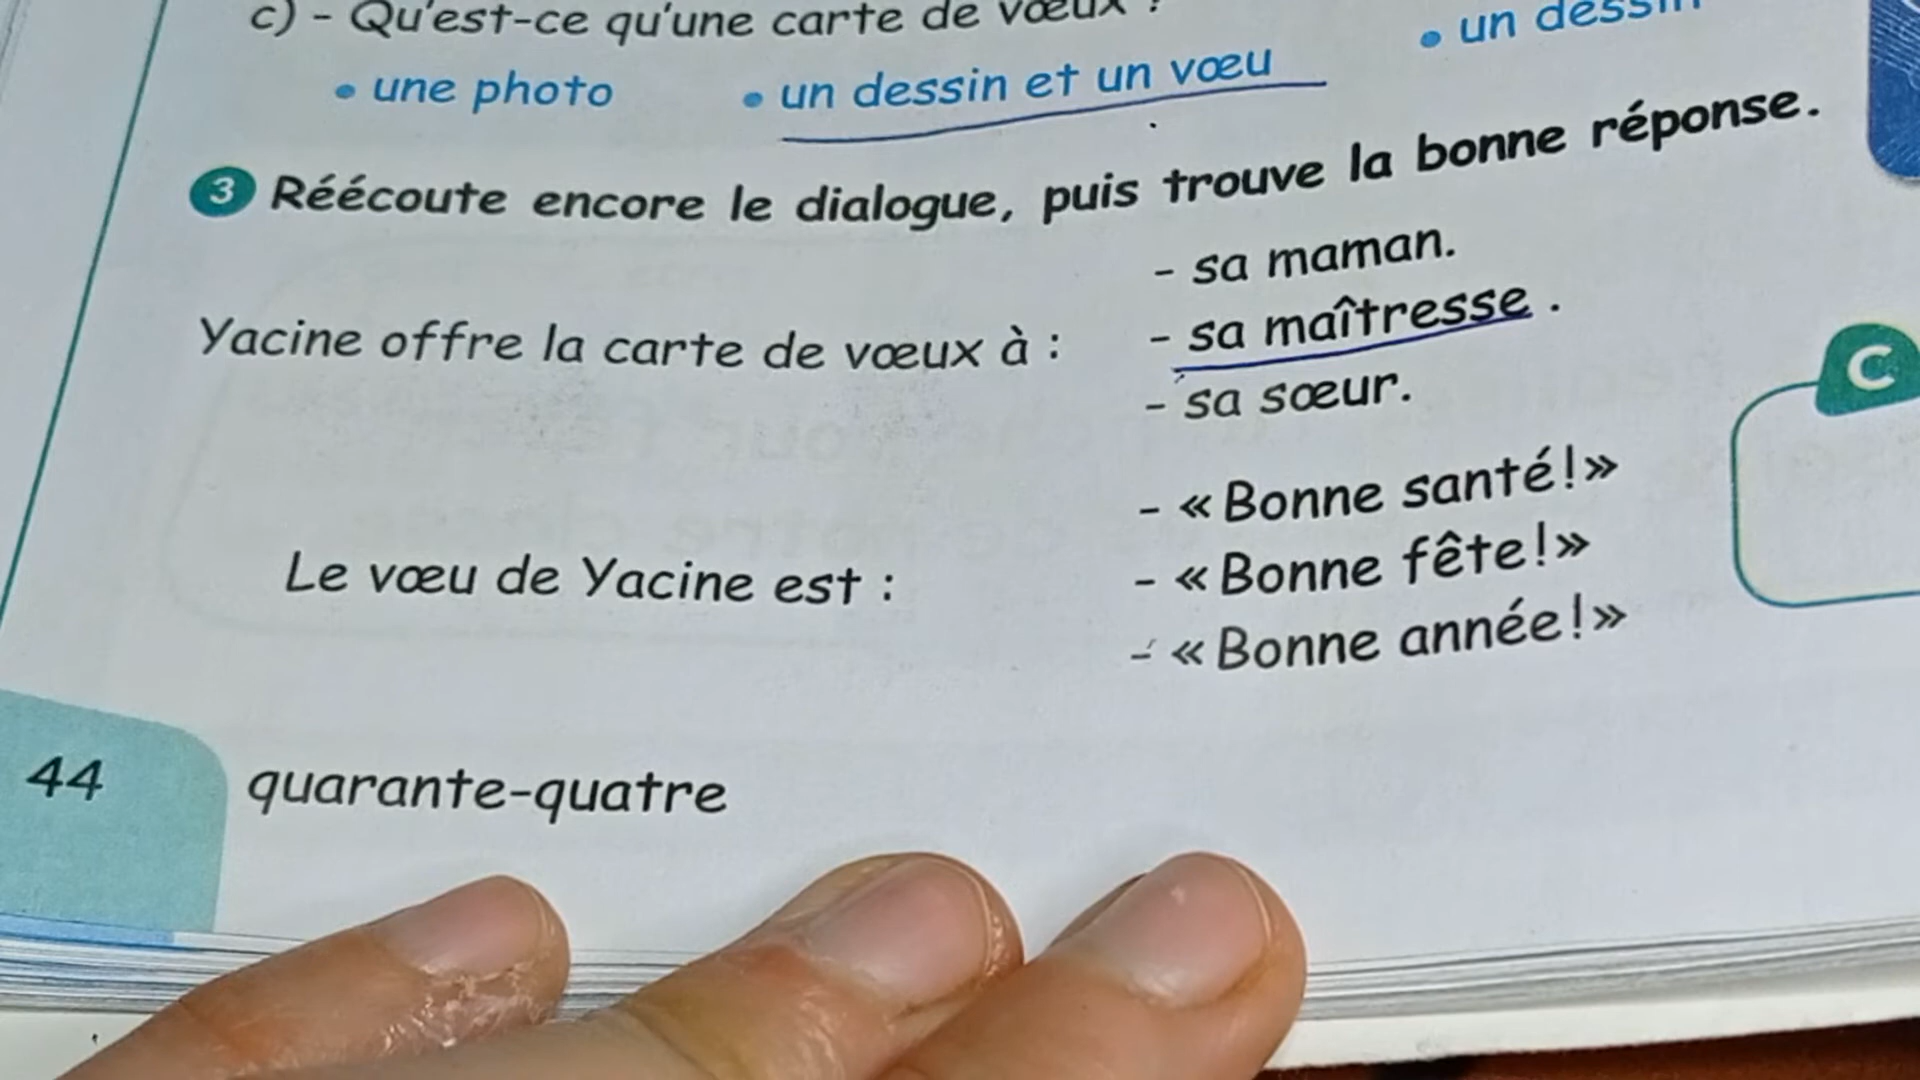 c) - Qu'est-ce qu'une carte de vœux ?
• une photo • un dessin et un vœu • un dessin
3 Réécoute encore le dialogue, puis trouve la bonne réponse.
- sa maman.
Yacine offre la carte de vœux à : - sa maîtresse .
- sa sœur.
- « Bonne santé!»
Le vœu de Yacine est : - « Bonne fête!»
- « Bonne année!»
C
44 quarante-quatre